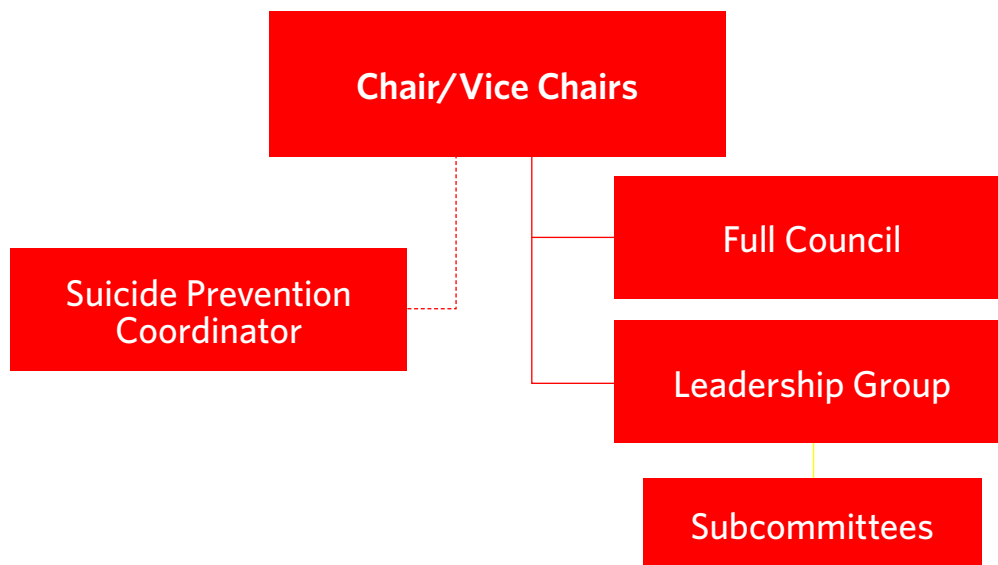 Chair/Vice Chairs
Full Council
Suicide Prevention
Coordinator
Leadership Group
Subcommittees